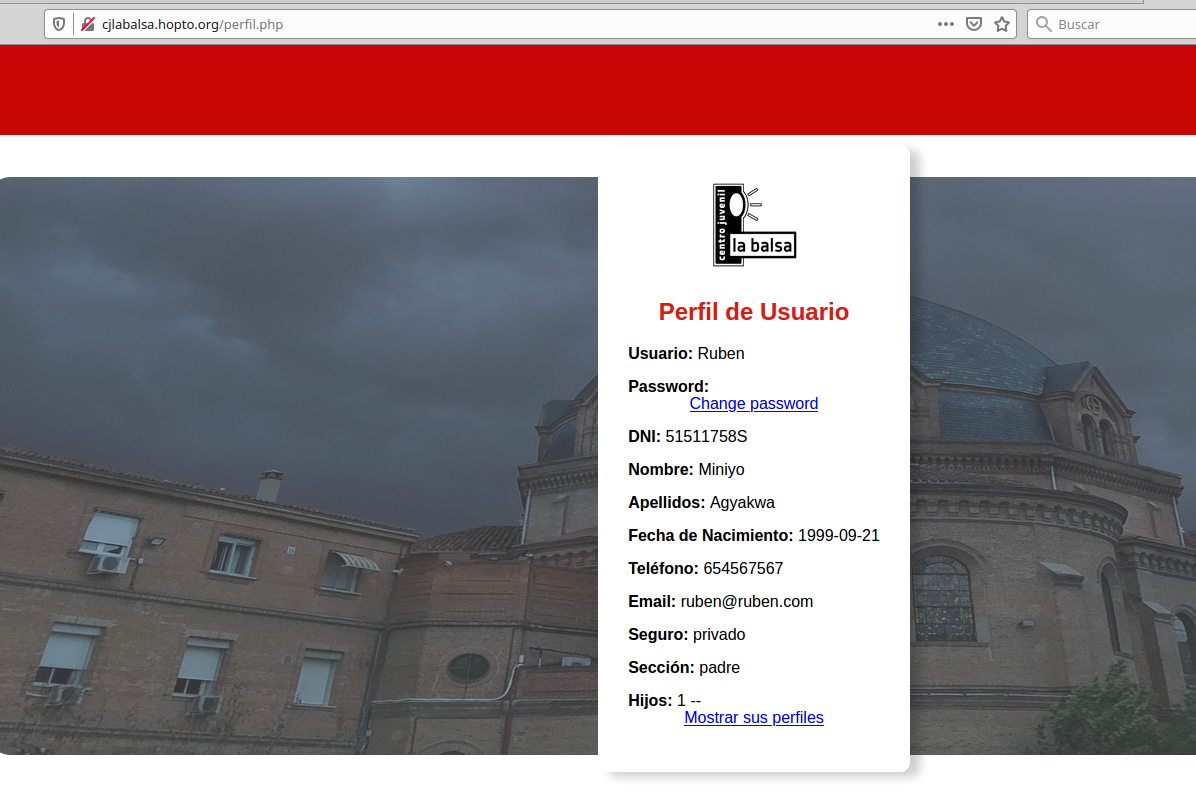 cjlabalsa.hopto.org/perfil.php
Buscar
centro juvenil
la balsa
Perfil de Usuario
Usuario: Ruben
Password:
Change password
DNI: 51511758S
Nombre: Miniyo
Apellidos: Agyakwa
Fecha de Nacimiento: 1999-09-21
Teléfono: 654567567
Email: ruben@ruben.com
Seguro: privado
Sección: padre
Hijos: 1 --
Mostrar sus perfiles